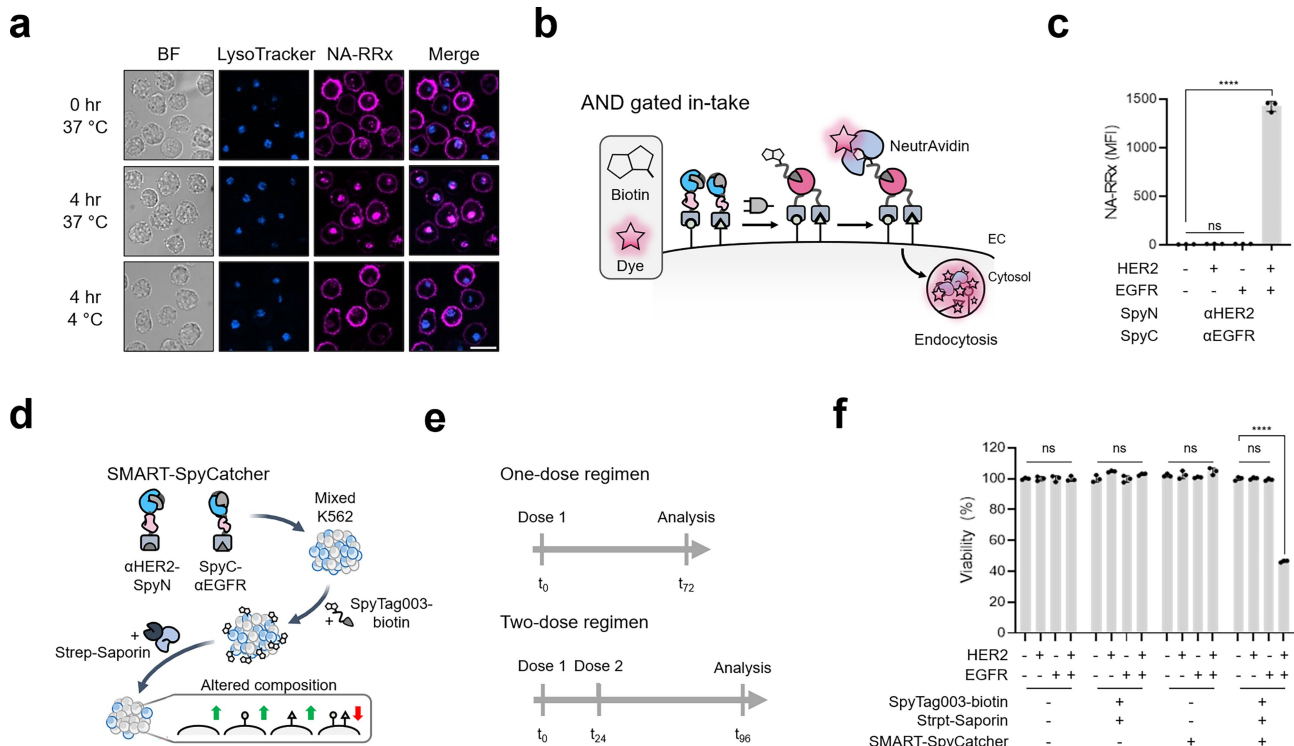 a
BF LysoTracker NA-RRx Merge
0 hr
37 °C
4 hr
37 °C
4 hr
4 °C
b
AND gated in-take
Biotin
Dye
NeutrAvidin
EC
Cytosol
Endocytosis
c
****
1500
1000
500
0
ns
NA-RRx (MFI)
HER2 - + - +
EGFR - - + +
SpyN αHER2
SpyC αEGFR
d
SMART-SpyCatcher
αHER2-
SpyN
SpyC-
αEGFR
Mixed
K562
SpyTag003-
+ biotin
+
Strep-Saporin
Altered composition
e
One-dose regimen
Dose 1 Analysis
t0 t72
Two-dose regimen
Dose 1 Dose 2 Analysis
t0 t24 t96
f
****
ns ns ns ns
120
100
80
60
40
20
0
Viability (%)
HER2 - + - + - + - + - + - + - + - +
EGFR - - + + - - + + - - + + - - + +
SpyTag003-biotin - + - +
Strpt-Saporin - + - +
SMART-SpyCatcher - - + +